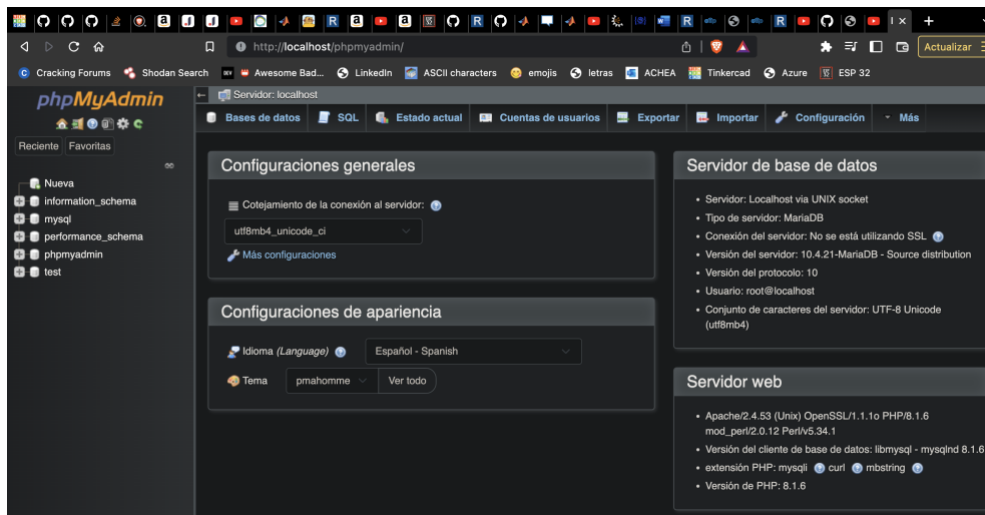 http://localhost/phpmyadmin/
Actualizar
Cracking Forums
Shodan Search
DEV
Awesome Bad...
LinkedIn
ASCII characters
emojis
letras
ACHEA
Tinkercad
Azure
ESP 32
phpMyAdmin
Reciente Favoritas
Nueva
information_schema
mysql
performance_schema
phpmyadmin
test
Servidor: localhost
Bases de datos SQL Estado actual Cuentas de usuarios Exportar Importar Configuración Más
Configuraciones generales
Cotejamiento de la conexión al servidor:
utf8mb4_unicode_ci
Más configuraciones
Configuraciones de apariencia
Idioma (Language) Español - Spanish
Tema pmahomme Ver todo
Servidor de base de datos
• Servidor: Localhost via UNIX socket
• Tipo de servidor: MariaDB
• Conexión del servidor: No se está utilizando SSL
• Versión del servidor: 10.4.21-MariaDB - Source distribution
• Versión del protocolo: 10
• Usuario: root@localhost
• Conjunto de caracteres del servidor: UTF-8 Unicode
(utf8mb4)
Servidor web
• Apache/2.4.53 (Unix) OpenSSL/1.1.1o PHP/8.1.6
mod_perl/2.0.12 Perl/v5.34.1
• Versión del cliente de base de datos: libmysql - mysqlnd 8.1.6
• extensión PHP: mysqli curl mbstring
• Versión de PHP: 8.1.6